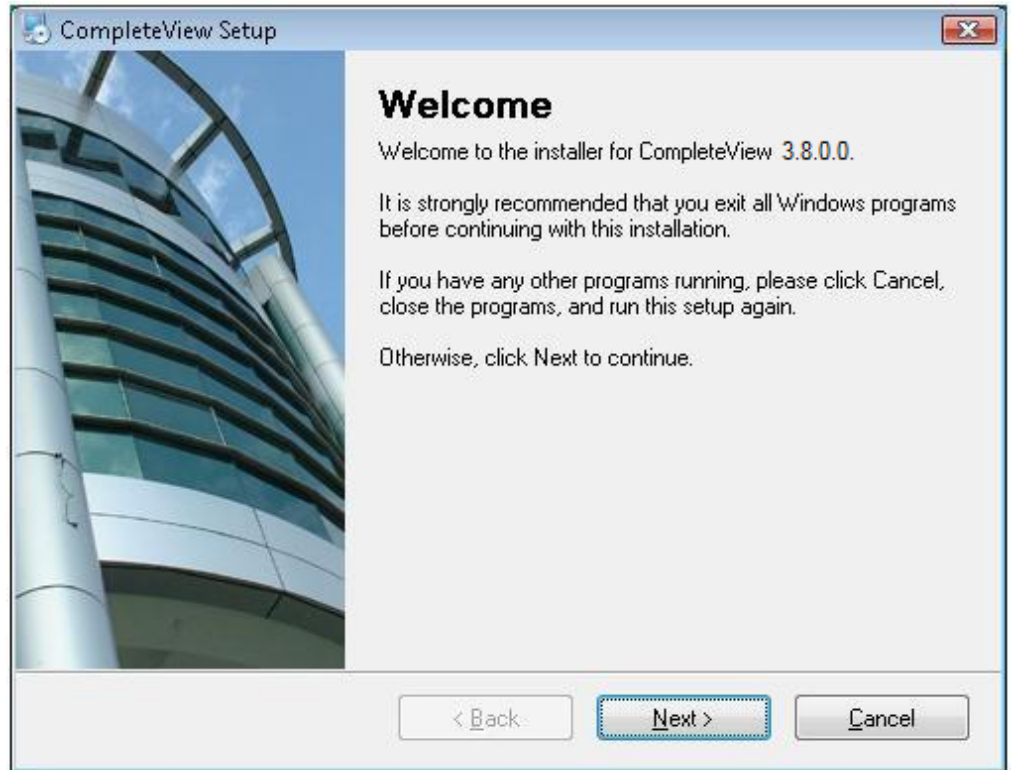 CompleteView Setup
Welcome
Welcome to the installer for CompleteView 3.8.0.0.
It is strongly recommended that you exit all Windows programs
before continuing with this installation.
If you have any other programs running, please click Cancel,
close the programs, and run this setup again.
Otherwise, click Next to continue.
< Back
Next >
Cancel